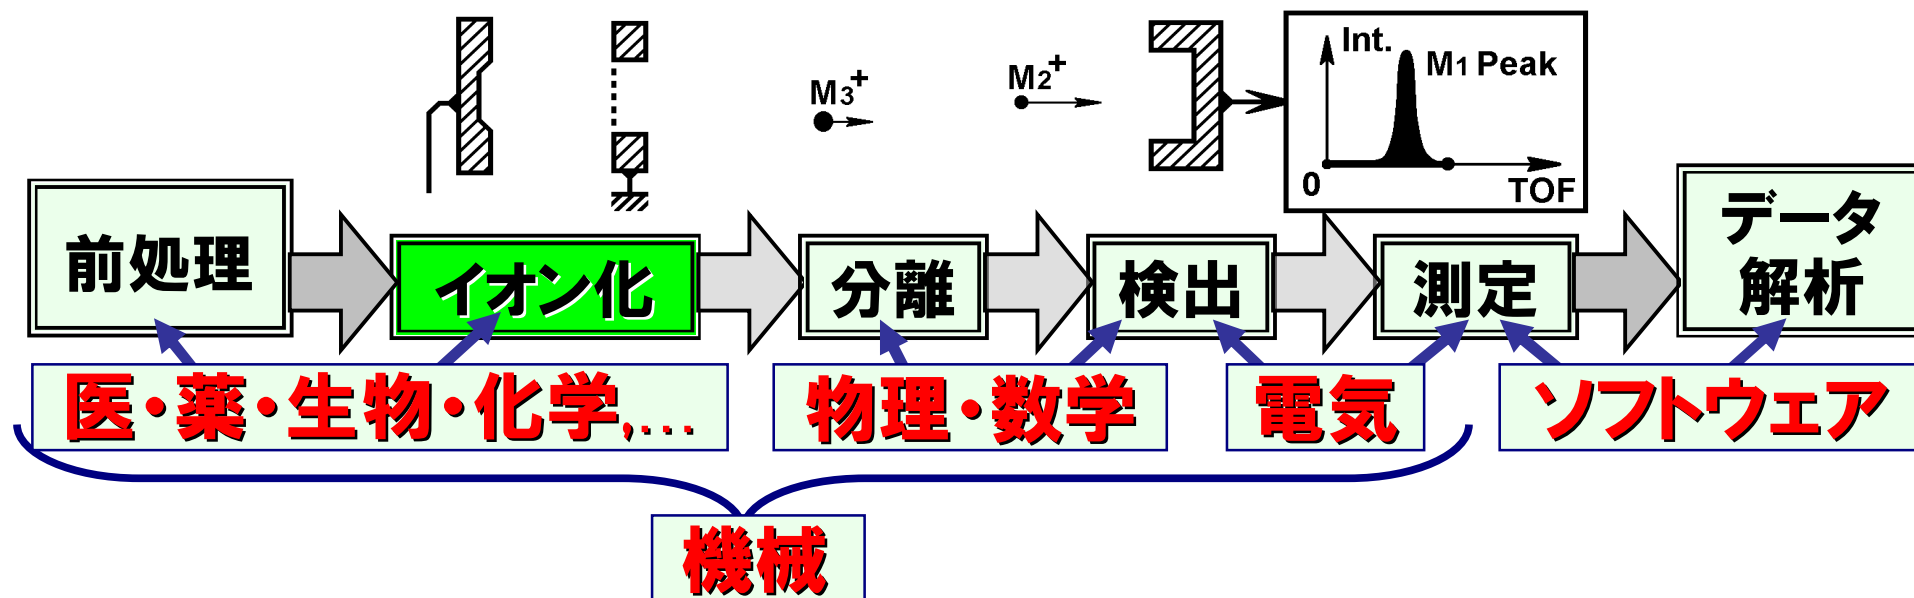 Int.
M1 Peak
M3+
M2+
0
TOF
前処理
イオン化
分離
検出
測定
データ
解析
医・薬・生物・化学,...
物理・数学
電気
ソフトウェア
機械